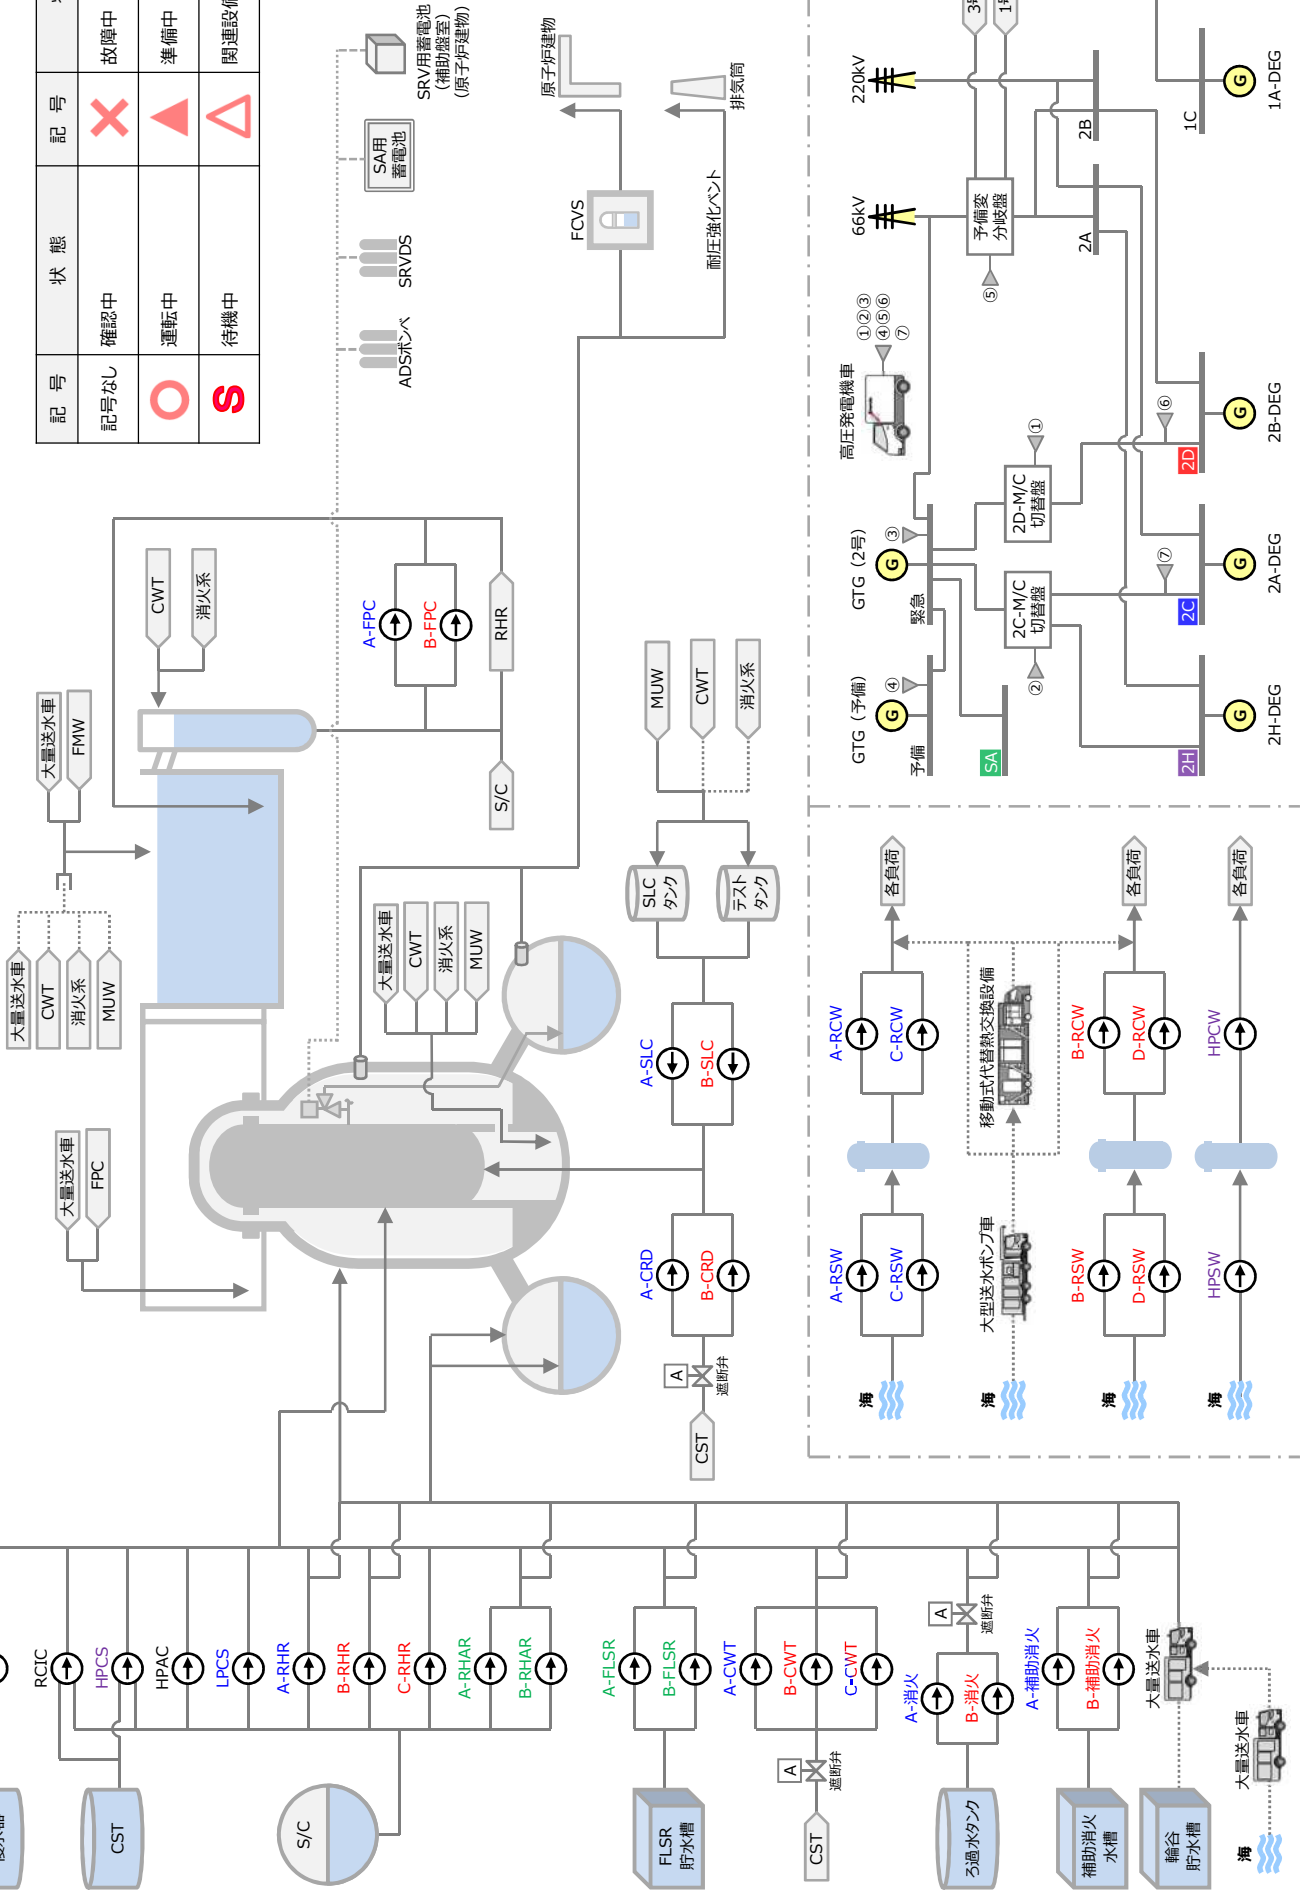 RCIC
HPCS
HPAC
LPCS
A-RHR
B-RHR
C-RHR
A-RHAR
B-RHAR
CST
S/C
A-FLSR
B-FLSR
FLSR
貯水槽
A-CWT
B-CWT
C-CWT
CST
A
遮断弁
A-消火
B-消火
ろ過水タンク
A
遮断弁
A-補助消火
B-補助消火
補助消火
水槽
輪谷
貯水槽
大量送水車
大量送水車
海
大量送水車
FPC
大量送水車
CWT
消火系
MUW
大量送水車
FMW
CWT
消火系
A-FPC
B-FPC
RHR
S/C
大量送水車
CWT
消火系
MUW
CST
A
遮断弁
A-CRD
B-CRD
A-SLC
B-SLC
SLC
タンク
テスト
タンク
MUW
CWT
消火系
記 号
状 態
記 号
記号なし
確認中
故障中
運転中
準備中
S
待機中
関連設備
ADSボンベ
SRVDS
SA用
蓄電池
SRV用蓄電池
(補助盤室)
(原子炉建物)
FCVS
原子炉建物
耐圧強化ベント
排気筒
海
A-RSW
C-RSW
A-RCW
C-RCW
各負荷
海
大型送水ポンプ車
移動式代替熱交換設備
海
B-RSW
D-RSW
B-RCW
D-RCW
各負荷
海
HPSW
HPCW
各負荷
GTG（予備）
G
④
予備
GTG（2号）
G
③
緊急
高圧発電機車
①②③
④⑤⑥
⑦
66kV
220kV
予備変
分岐盤
⑤
2A
2B
1C
G
1A-DEG
SA
②
2C-M/C
切替盤
2D-M/C
切替盤
①
2H
G
2H-DEG
2C
⑦
G
2A-DEG
2D
⑥
G
2B-DEG